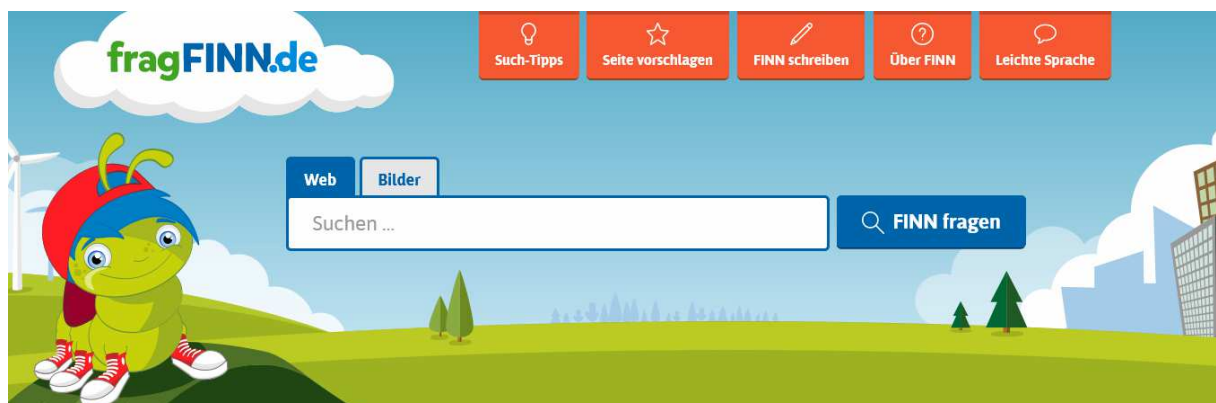 fragFINN.de
Such-Tipps
Seite vorschlagen
FINN schreiben
Über FINN
Leichte Sprache
Web
Bilder
Suchen ...
FINN fragen